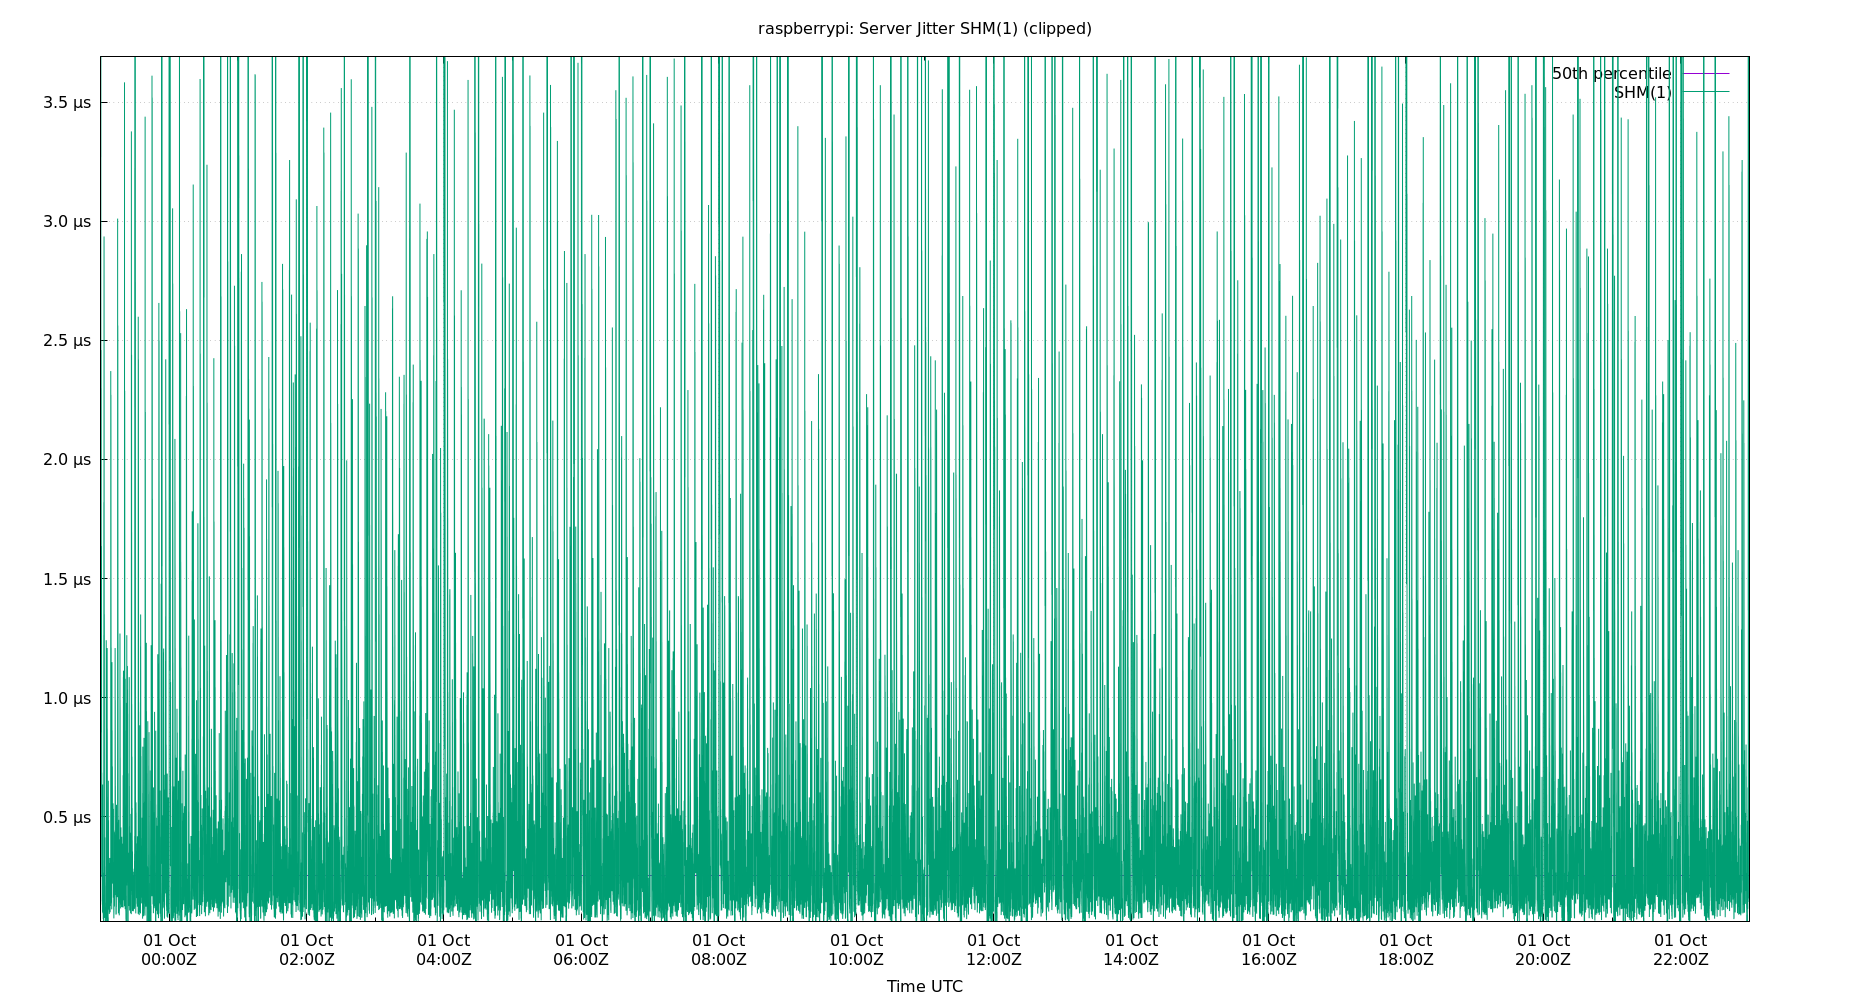 raspberrypi: Server Jitter SHM(1) (clipped)
50th percentile
SHM(1)
3.5 µs
3.0 µs
2.5 µs
2.0 µs
1.5 µs
1.0 µs
0.5 µs
01 Oct 01 Oct 01 Oct 01 Oct 01 Oct 01 Oct 01 Oct 01 Oct 01 Oct 01 Oct 01 Oct 01 Oct
00:00Z 02:00Z 04:00Z 06:00Z 08:00Z 10:00Z 12:00Z 14:00Z 16:00Z 18:00Z 20:00Z 22:00Z
Time UTC